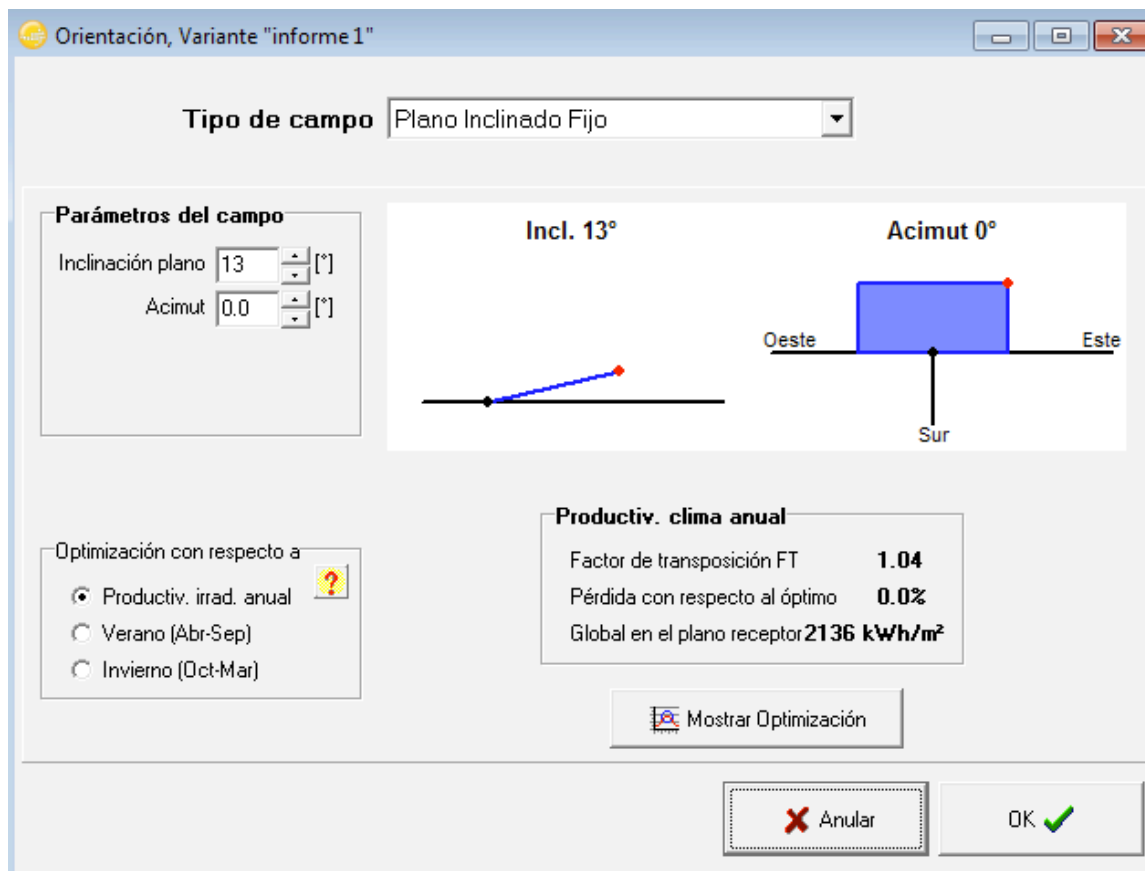 Orientación, Variante "informe 1"
Tipo de campo Plano Inclinado Fijo
Parámetros del campo
Inclinación plano 13 [°]
Acimut 0.0 [°]
Incl. 13°
Acimut 0°
Oeste
Este
Sur
Optimización con respecto a
?
Productiv. irrad. anual
Verano (Abr-Sep)
Invierno (Oct-Mar)
Productiv. clima anual
Factor de transposición FT 1.04
Pérdida con respecto al óptimo 0.0%
Global en el plano receptor 2136 kWh/m²
Mostrar Optimización
Anular
OK